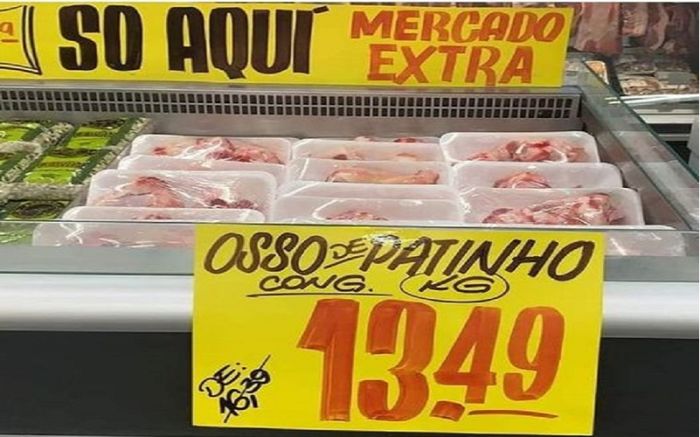 SO AQUÍ
MERCADO
EXTRA
OSSO DE PATINHO
CONG. KG
DE:
16,39
13.49